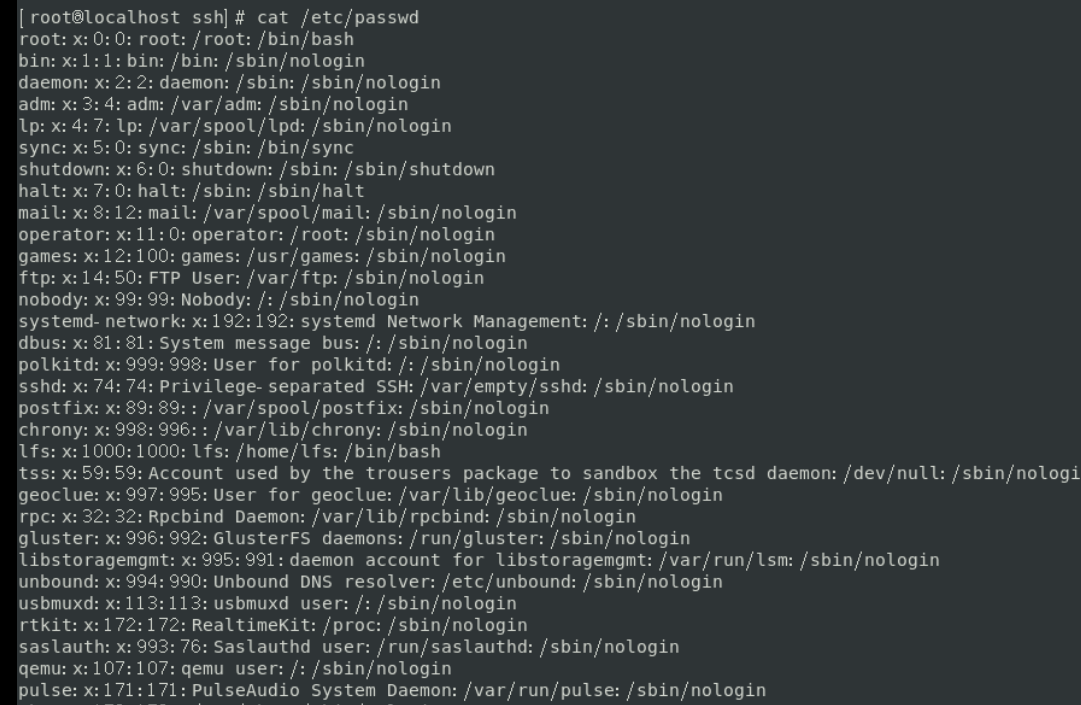 [root@localhost ssh]# cat /etc/passwd
root:x:0:0:root:/root:/bin/bash
bin:x:1:1:bin:/bin:/sbin/nologin
daemon:x:2:2:daemon:/sbin:/sbin/nologin
adm:x:3:4:adm:/var/adm:/sbin/nologin
lp:x:4:7:lp:/var/spool/lpd:/sbin/nologin
sync:x:5:0:sync:/sbin:/bin/sync
shutdown:x:6:0:shutdown:/sbin:/sbin/shutdown
halt:x:7:0:halt:/sbin:/sbin/halt
mail:x:8:12:mail:/var/spool/mail:/sbin/nologin
operator:x:11:0:operator:/root:/sbin/nologin
games:x:12:100:games:/usr/games:/sbin/nologin
ftp:x:14:50:FTP User:/var/ftp:/sbin/nologin
nobody:x:99:99:Nobody:/:/sbin/nologin
systemd-network:x:192:192:systemd Network Management:/:/sbin/nologin
dbus:x:81:81:System message bus:/:/sbin/nologin
polkitd:x:999:998:User for polkitd:/:/sbin/nologin
sshd:x:74:74:Privilege-separated SSH:/var/empty/sshd:/sbin/nologin
postfix:x:89:89::/var/spool/postfix:/sbin/nologin
chrony:x:998:996::/var/lib/chrony:/sbin/nologin
lfs:x:1000:1000:lfs:/home/lfs:/bin/bash
tss:x:59:59:Account used by the trousers package to sandbox the tcsd daemon:/dev/null:/sbin/nologi
geoclue:x:997:995:User for geoclue:/var/lib/geoclue:/sbin/nologin
rpc:x:32:32:Rpcbind Daemon:/var/lib/rpcbind:/sbin/nologin
gluster:x:996:992:GlusterFS daemons:/run/gluster:/sbin/nologin
libstoragemgmt:x:995:991:daemon account for libstoragemgmt:/var/run/lsm:/sbin/nologin
unbound:x:994:990:Unbound DNS resolver:/etc/unbound:/sbin/nologin
usbmuxd:x:113:113:usbmuxd user:/:/sbin/nologin
rtkit:x:172:172:RealtimeKit:/proc:/sbin/nologin
saslauth:x:993:76:Saslauthd user:/run/saslauthd:/sbin/nologin
qemu:x:107:107:qemu user:/:/sbin/nologin
pulse:x:171:171:PulseAudio System Daemon:/var/run/pulse:/sbin/nologin